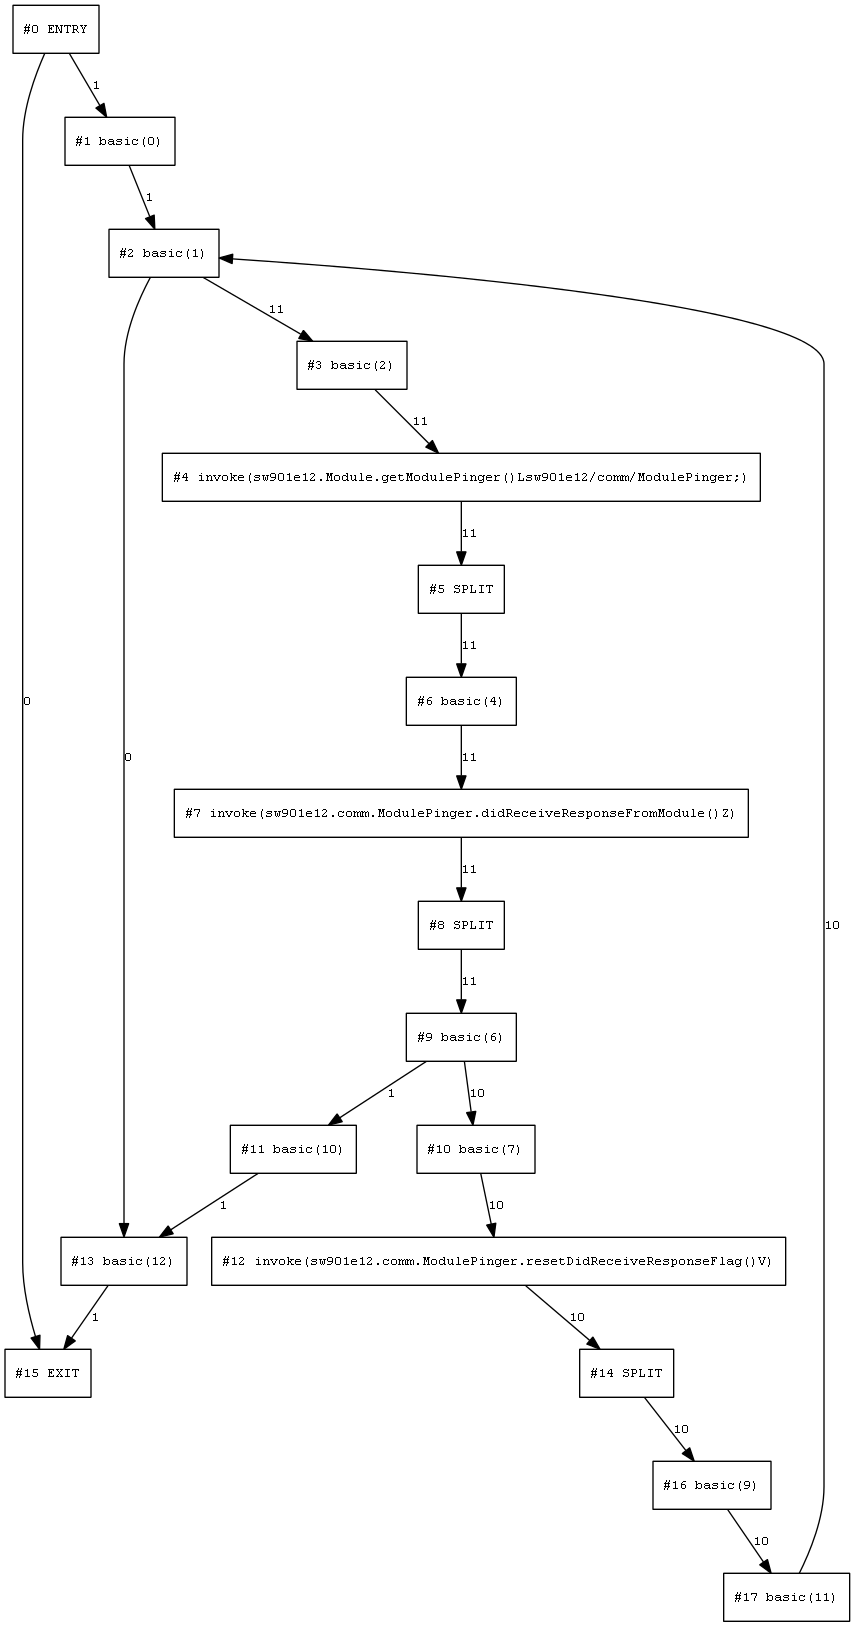 #0 ENTRY
1
#1 basic(0)
1
#2 basic(1)
11
#3 basic(2)
11
#4 invoke(sw901e12.Module.getModulePinger()Lsw901e12/comm/ModulePinger;)
11
#5 SPLIT
11
#6 basic(4)
0
0
11
#7 invoke(sw901e12.comm.ModulePinger.didReceiveResponseFromModule()Z)
11
#8 SPLIT
10
11
#9 basic(6)
1
10
#11 basic(10)
#10 basic(7)
1
10
#13 basic(12)
#12 invoke(sw901e12.comm.ModulePinger.resetDidReceiveResponseFlag()V)
1
10
#15 EXIT
#14 SPLIT
10
#16 basic(9)
10
#17 basic(11)